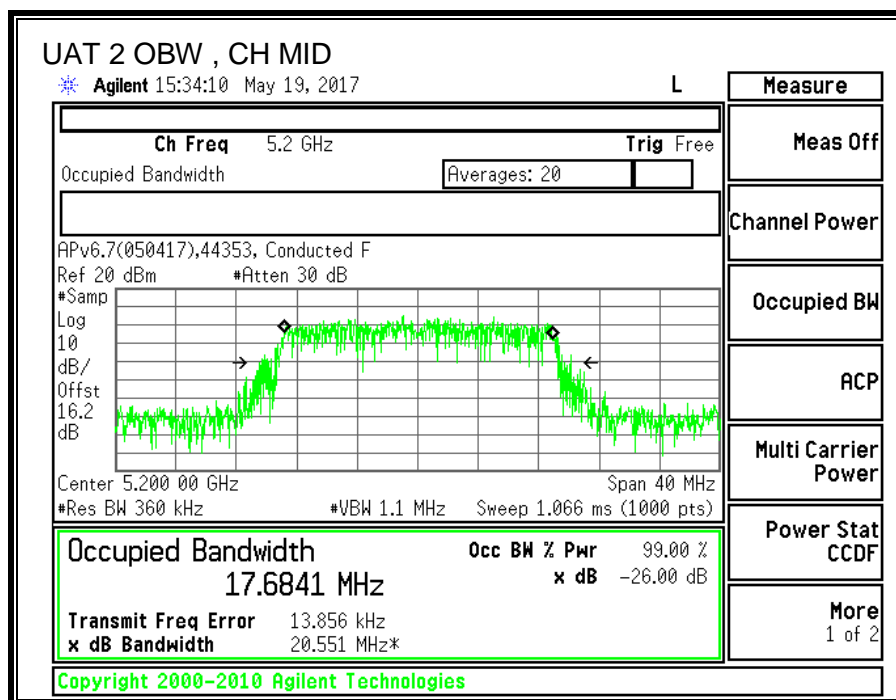 UAT 2 OBW , CH MID
Agilent 15:34:10 May 19, 2017 L
Measure
Ch Freq 5.2 GHz Trig Free
Meas Off
Occupied Bandwidth Averages: 20
Channel Power
APv6.7(050417),44353, Conducted F
Ref 20 dBm #Atten 30 dB
#Samp
Log
10
dB/
Offst
16.2
dB
Occupied BW
ACP
Multi Carrier
Power
Center 5.200 00 GHz Span 40 MHz
#Res BW 360 kHz #VBW 1.1 MHz Sweep 1.066 ms (1000 pts)
Power Stat
CCDF
Occupied Bandwidth Occ BW % Pwr 99.00 %
17.6841 MHz x dB -26.00 dB
Transmit Freq Error 13.856 kHz
x dB Bandwidth 20.551 MHz*
More
1 of 2
Copyright 2000-2010 Agilent Technologies